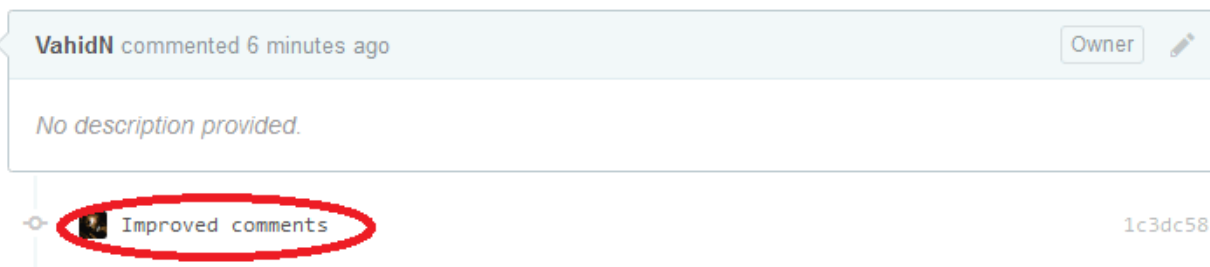 VahidN commented 6 minutes ago Owner
No description provided.
Improved comments 1c3dc58